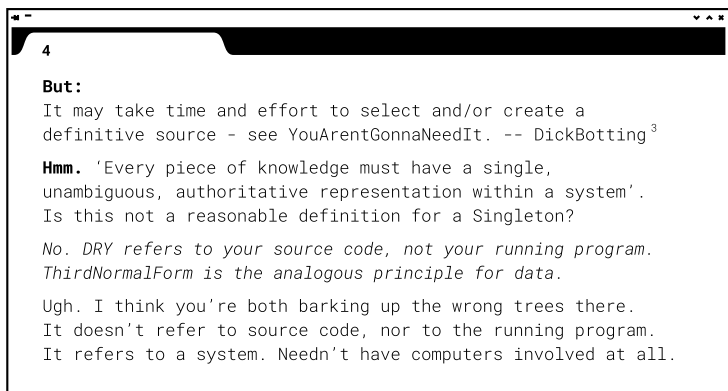 4
But:
It may take time and effort to select and/or create a
definitive source - see YouArentGonnaNeedIt. -- DickBotting 3
Hmm. ‘Every piece of knowledge must have a single,
unambiguous, authoritative representation within a system’.
Is this not a reasonable definition for a Singleton?
No. DRY refers to your source code, not your running program.
ThirdNormalForm is the analogous principle for data.
Ugh. I think you’re both barking up the wrong trees there.
It doesn’t refer to source code, nor to the running program.
It refers to a system. Needn’t have computers involved at all.